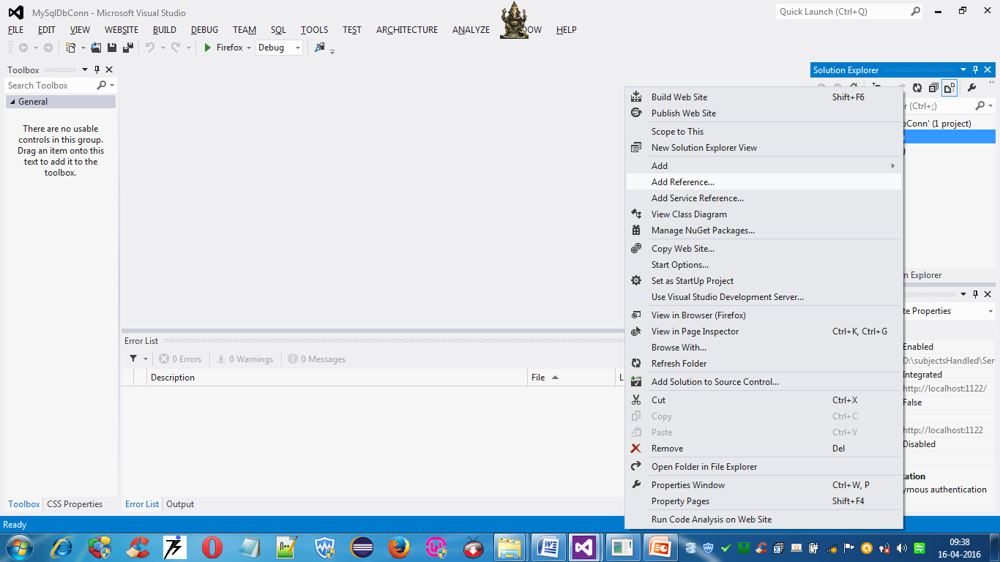 MySqlDbConn - Microsoft Visual Studio
Quick Launch (Ctrl+Q)
FILE EDIT VIEW WEBSITE BUILD DEBUG TEAM SQL TOOLS TEST ARCHITECTURE ANALYZE DOW HELP
Firefox Debug
Toolbox
Search Toolbox
General
There are no usable
controls in this group.
Drag an item onto this
text to add it to the
toolbox.
Solution Explorer
r (Ctrl+;)
bConn' (1 project)
Build Web Site Shift+F6
Publish Web Site
Scope to This
New Solution Explorer View
Add
Add Reference...
Add Service Reference...
View Class Diagram
Manage NuGet Packages...
Copy Web Site...
Start Options...
Set as StartUp Project
Use Visual Studio Development Server...
View in Browser (Firefox)
View in Page Inspector Ctrl+K, Ctrl+G
Browse With...
Refresh Folder
Add Solution to Source Control...
Cut Ctrl+X
Copy Ctrl+C
Paste Ctrl+V
Remove Del
Open Folder in File Explorer
Properties Window Ctrl+W, P
Property Pages Shift+F4
Run Code Analysis on Web Site
m Explorer
te Properties
Enabled
D:\subjectsHandled\Ser
Integrated
http://localhost:1122/
False
http://localhost:1122
Disabled
cation
ymous authentication
Error List
0 Errors 0 Warnings 0 Messages
Description File L
Toolbox CSS Properties
Error List Output
Ready
09:38
16-04-2016